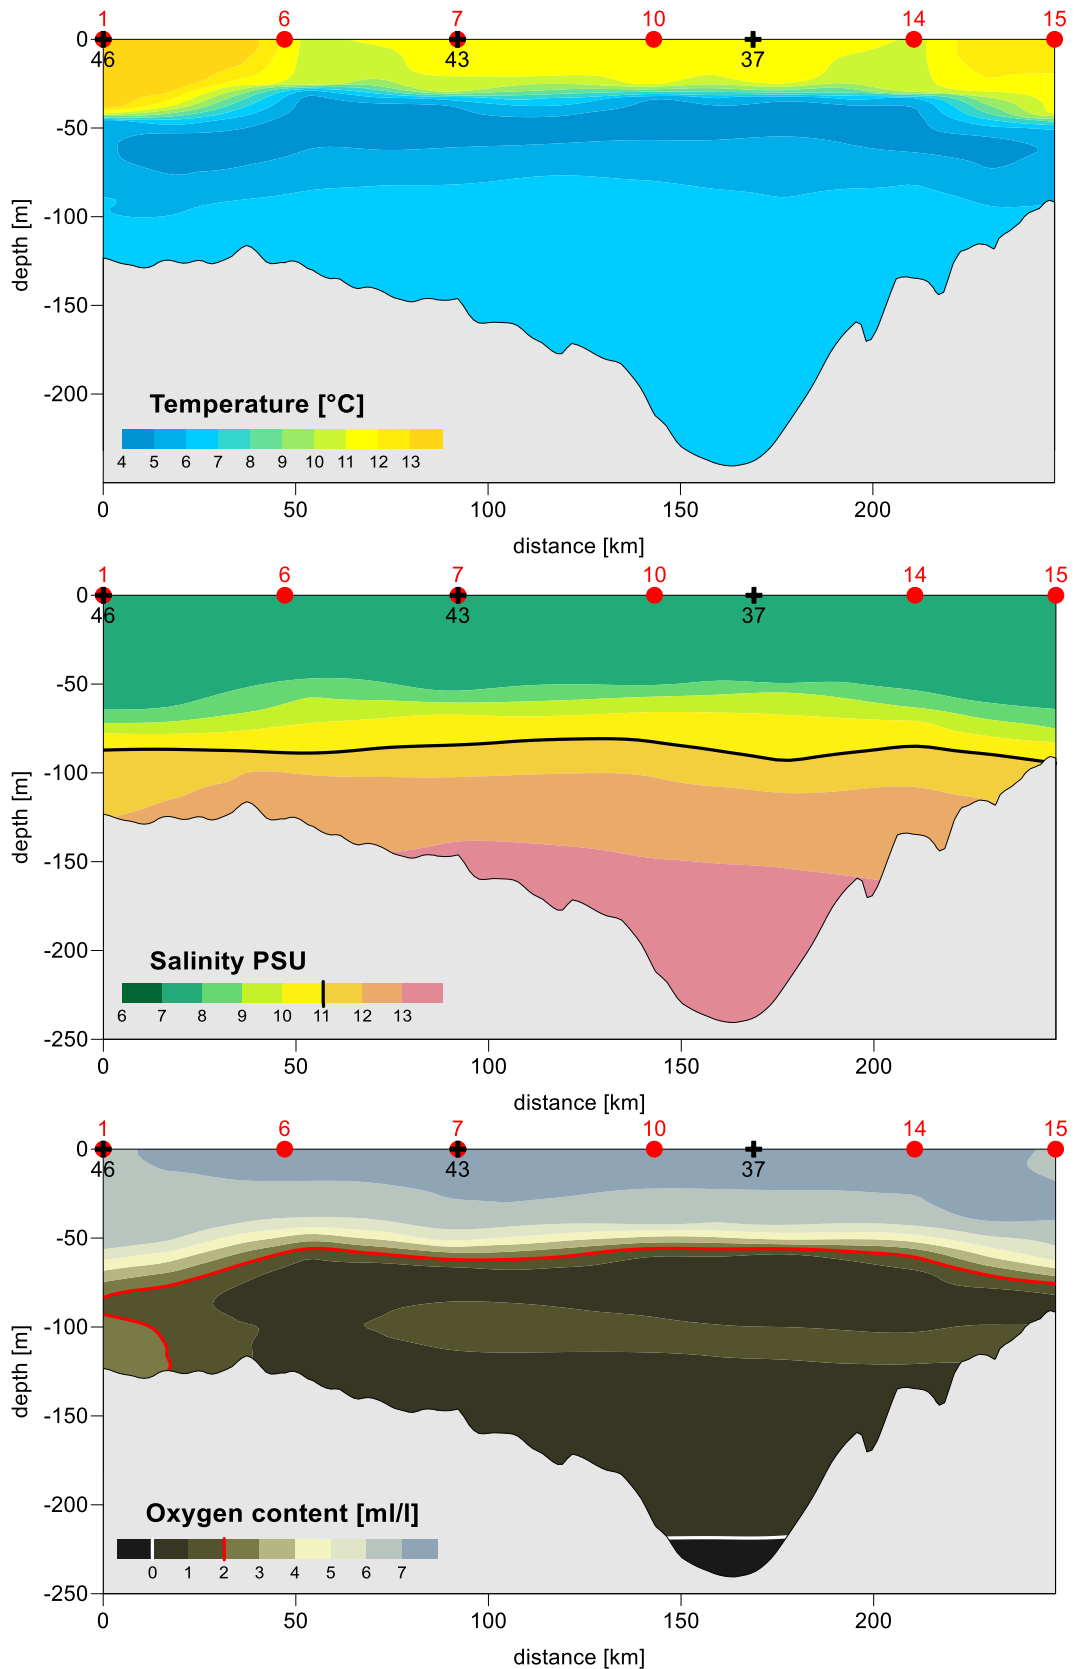 1 6 7 10 14 15
0
46 43 37
-50
-100
depth [m]
-150
-200
Temperature [°C]
4 5 6 7 8 9 10 11 12 13
0 50 100 150 200
distance [km]
1 6 7 10 14 15
0
46 43 37
-50
-100
depth [m]
-150
-200
Salinity PSU
6 7 8 9 10 11 12 13
-250
0 50 100 150 200
distance [km]
1 6 7 10 14 15
0
46 43 37
-50
-100
depth [m]
-150
-200
Oxygen content [ml/l]
0 1 2 3 4 5 6 7
-250
0 50 100 150 200
distance [km]